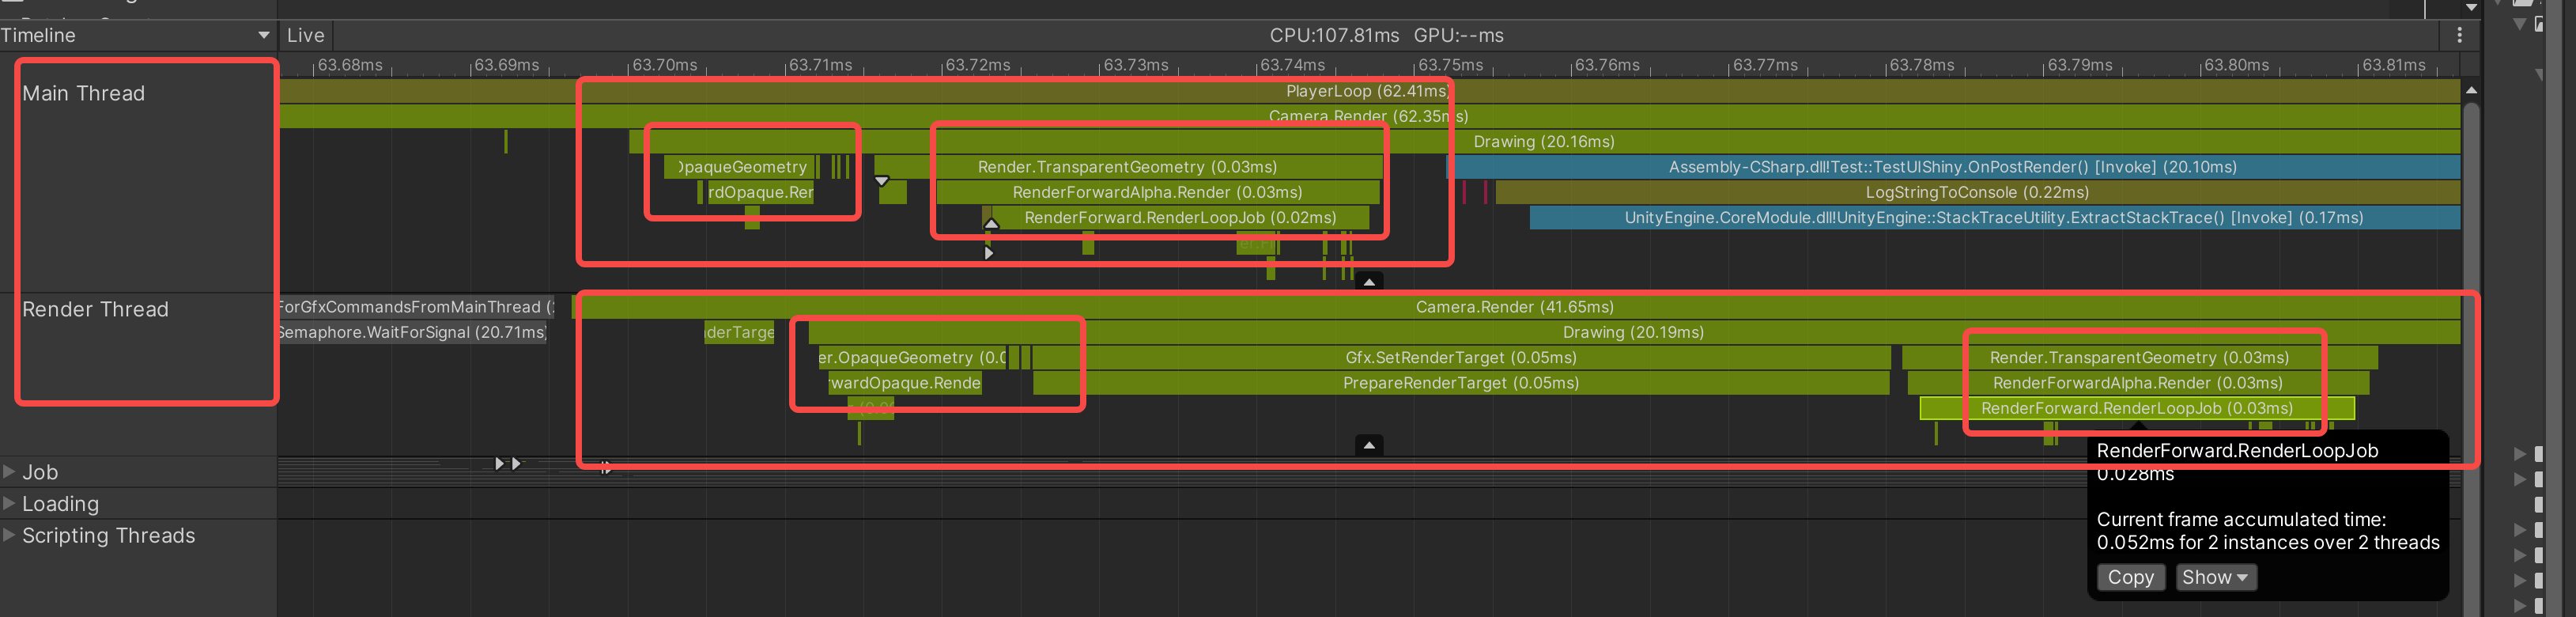 Timeline
Live
CPU:107.81ms GPU:--ms
63.68ms 63.69ms 63.70ms 63.71ms 63.72ms 63.73ms 63.74ms 63.75ms 63.76ms 63.77ms 63.78ms 63.79ms 63.80ms 63.81ms
Main Thread
PlayerLoop (62.41ms)
Camera.Render (62.35ms)
Drawing (20.16ms)
OpaqueGeometry
Render.TransparentGeometry (0.03ms)
Assembly-CSharp.dll!Test::TestUIShiny.OnPostRender() [Invoke] (20.10ms)
rdOpaque.Rer
RenderForwardAlpha.Render (0.03ms)
LogStringToConsole (0.22ms)
RenderForward.RenderLoopJob (0.02ms)
UnityEngine.CoreModule.dll!UnityEngine::StackTraceUtility.ExtractStackTrace() [Invoke] (0.17ms)
Render Thread
ForGfxCommandsFromMainThread (
Camera.Render (41.65ms)
Semaphore.WaitForSignal (20.71ms)
derTarge
Drawing (20.19ms)
er.OpaqueGeometry (0.0
Gfx.SetRenderTarget (0.05ms)
Render.TransparentGeometry (0.03ms)
wardOpaque.Rende
PrepareRenderTarget (0.05ms)
RenderForwardAlpha.Render (0.03ms)
RenderForward.RenderLoopJob (0.03ms)
RenderForward.RenderLoopJob
0.028ms
Current frame accumulated time:
0.052ms for 2 instances over 2 threads
Copy
Show
Job
Loading
Scripting Threads